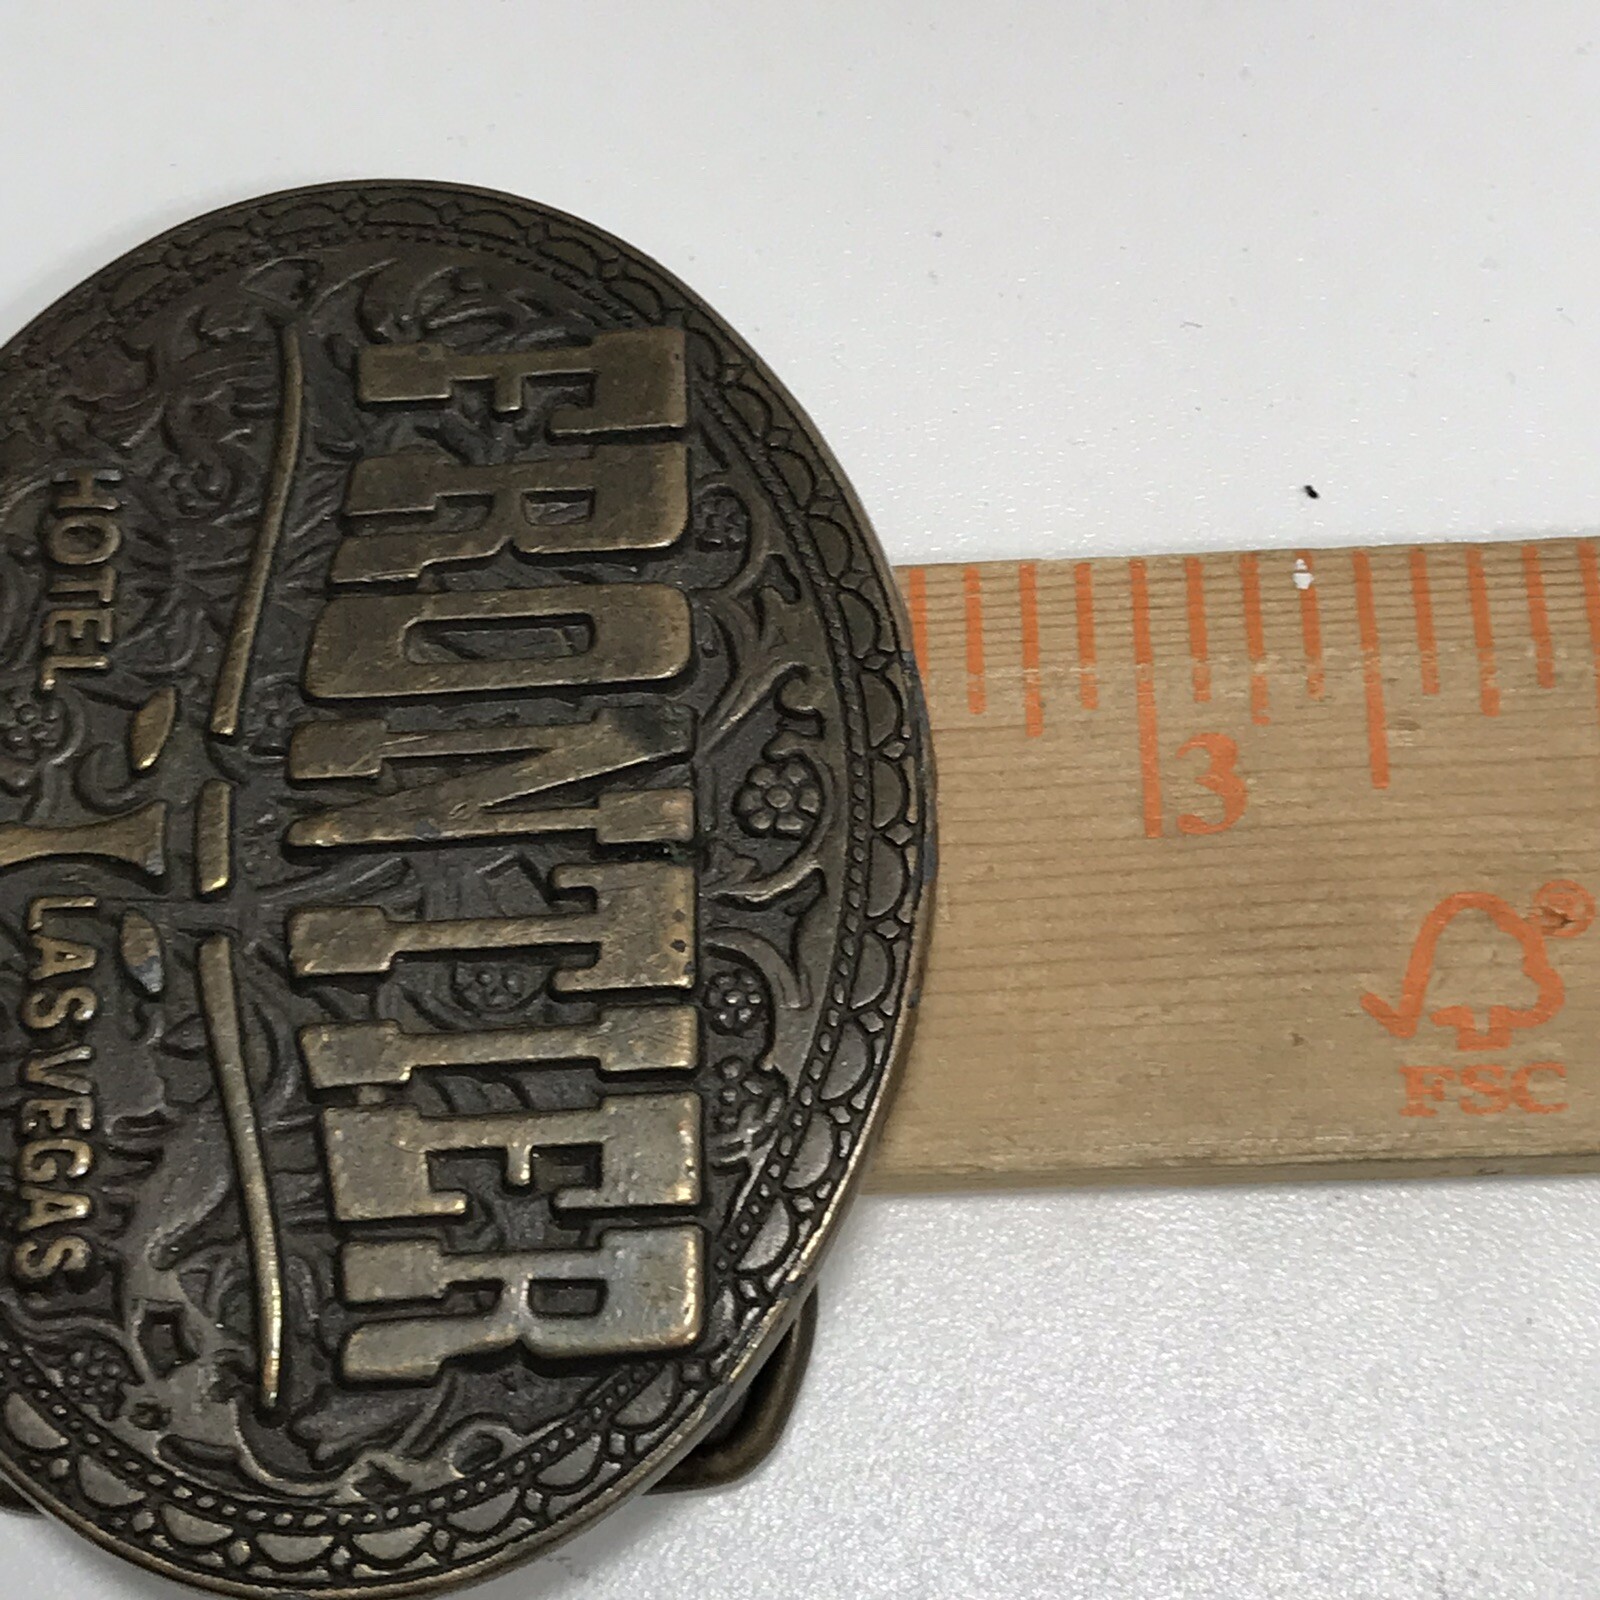 FRONTIER
HOTEL LAS VEGAS
3
®
FSC